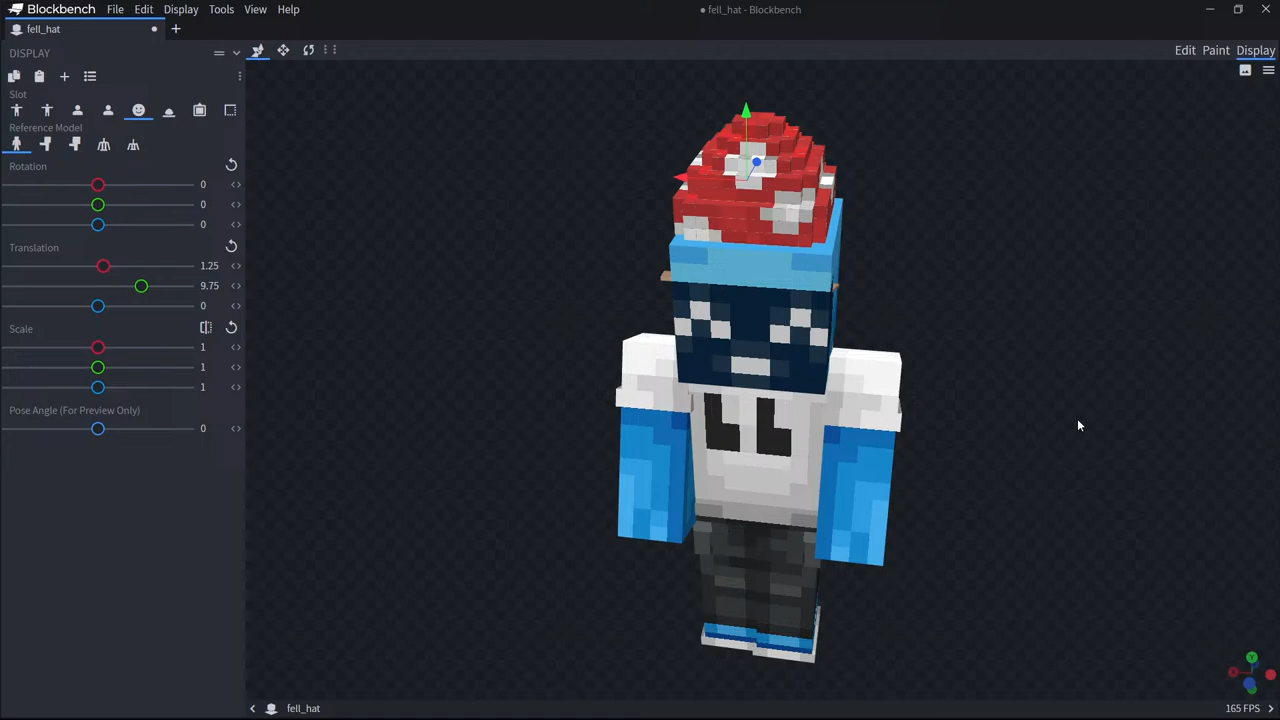 Blockbench File Edit Display Tools View Help ● fell_hat - Blockbench
fell_hat
DISPLAY
Edit Paint Display
Slot
Reference Model
Rotation
0
0
0
Translation
1.25
9.75
0
Scale
1
1
1
Pose Angle (For Preview Only)
0
fell_hat 165 FPS